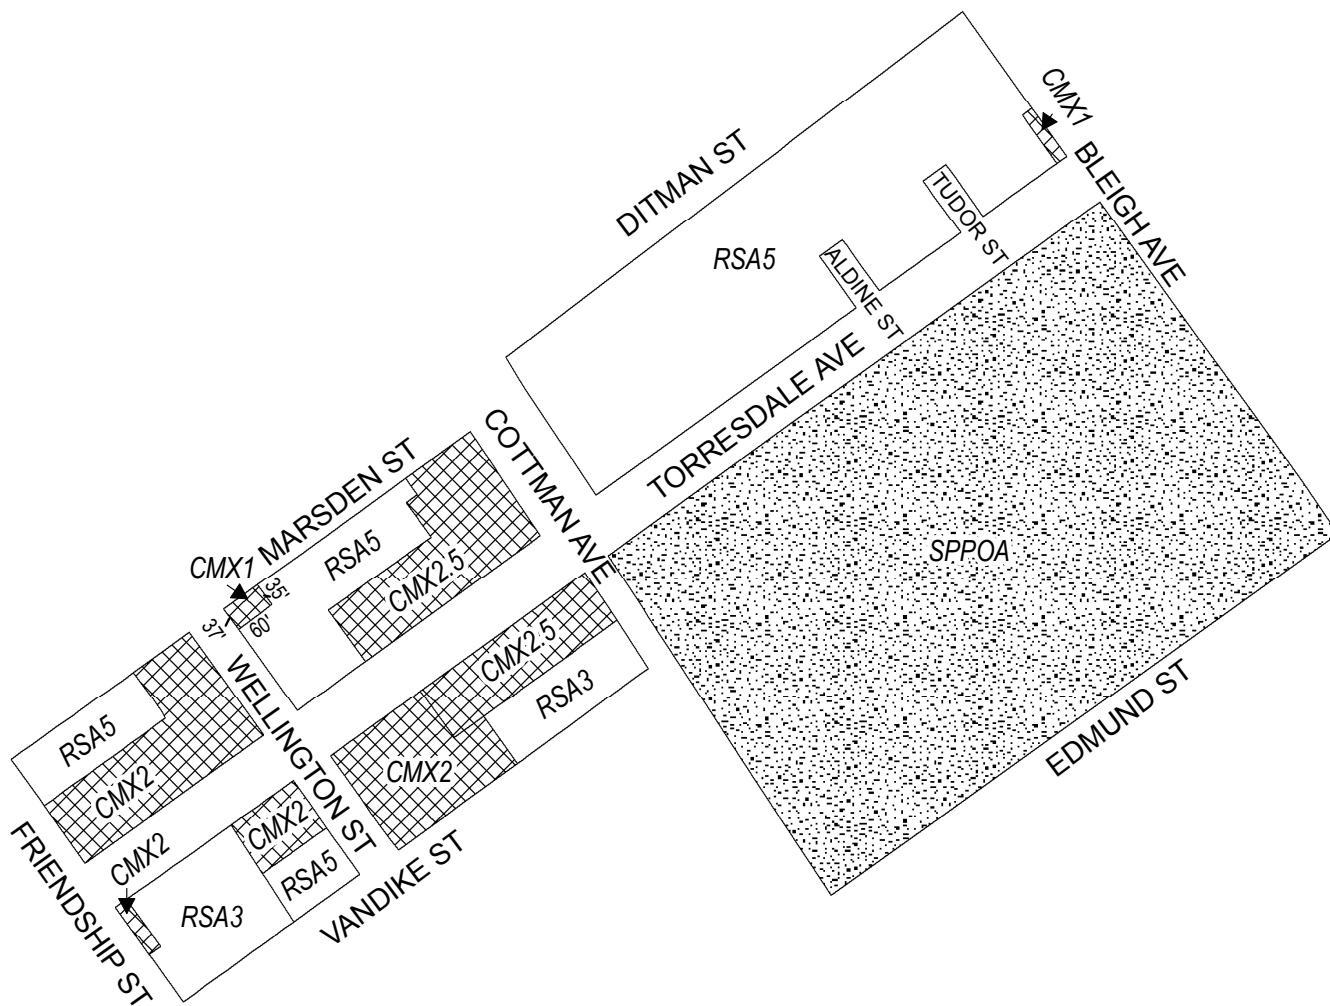 CMX1
DITMAN ST
BLEIGH AVE
TUDOR ST
RSA5
ALDINE ST
TORRESDALE AVE
COTTMAN AVE
MARSDEN ST
SPPOA
CMX1
35'
RSA5
CMX2.5
37'
60'
CMX2.5
WELLINGTON ST
RSA3
RSA5
EDMUND ST
CMX2
CMX2
CMX2
CMX2
FRIENDSHIP ST
RSA5
VANDIKE ST
RSA3